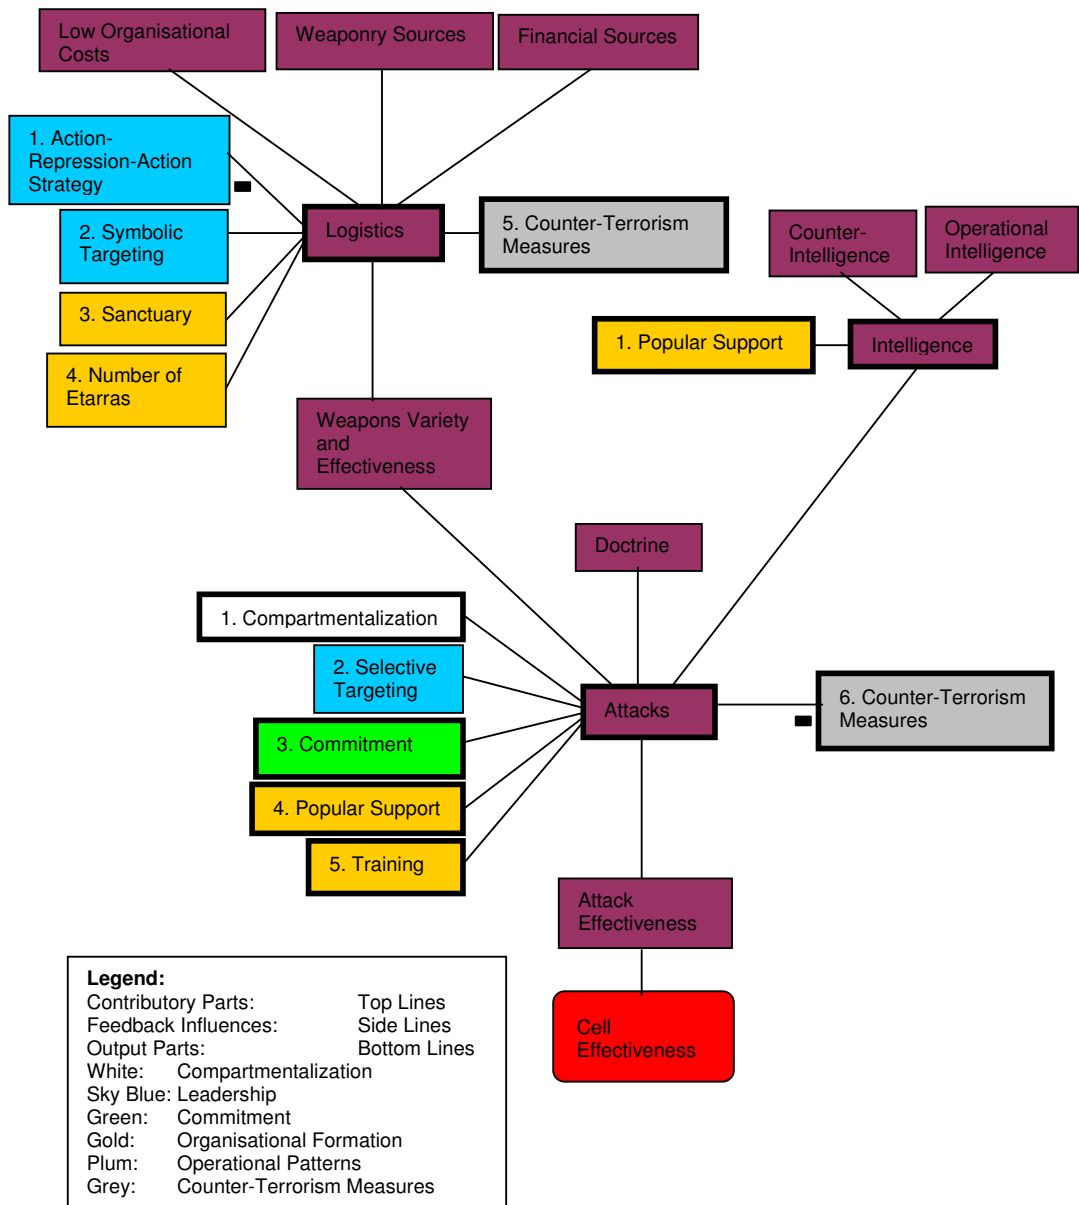 Low Organisational
Costs
Weaponry Sources
Financial Sources
1. Action-
Repression-Action
Strategy
2. Symbolic
Targeting
3. Sanctuary
4. Number of
Etarras
Logistics
5. Counter-Terrorism
Measures
Counter-
Intelligence
Operational
Intelligence
1. Popular Support
Intelligence
Weapons Variety
and
Effectiveness
Doctrine
1. Compartmentalization
2. Selective
Targeting
3. Commitment
4. Popular Support
5. Training
Attacks
6. Counter-Terrorism
Measures
Attack
Effectiveness
Cell
Effectiveness
Legend:
Contributory Parts: Top Lines
Feedback Influences: Side Lines
Output Parts: Bottom Lines
White: Compartmentalization
Sky Blue: Leadership
Green: Commitment
Gold: Organisational Formation
Plum: Operational Patterns
Grey: Counter-Terrorism Measures